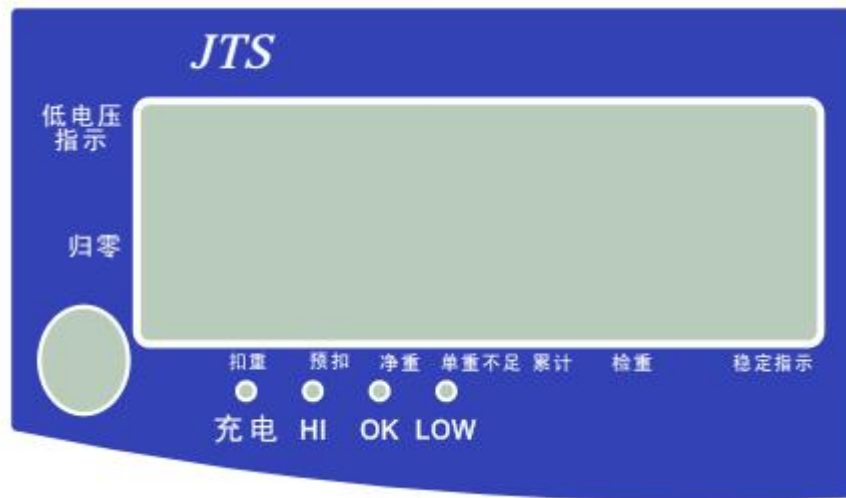 JTS
低电压
指示
归零
扣重 预扣 净重 单重不足 累计 检重 稳定指示
充电 HI OK LOW